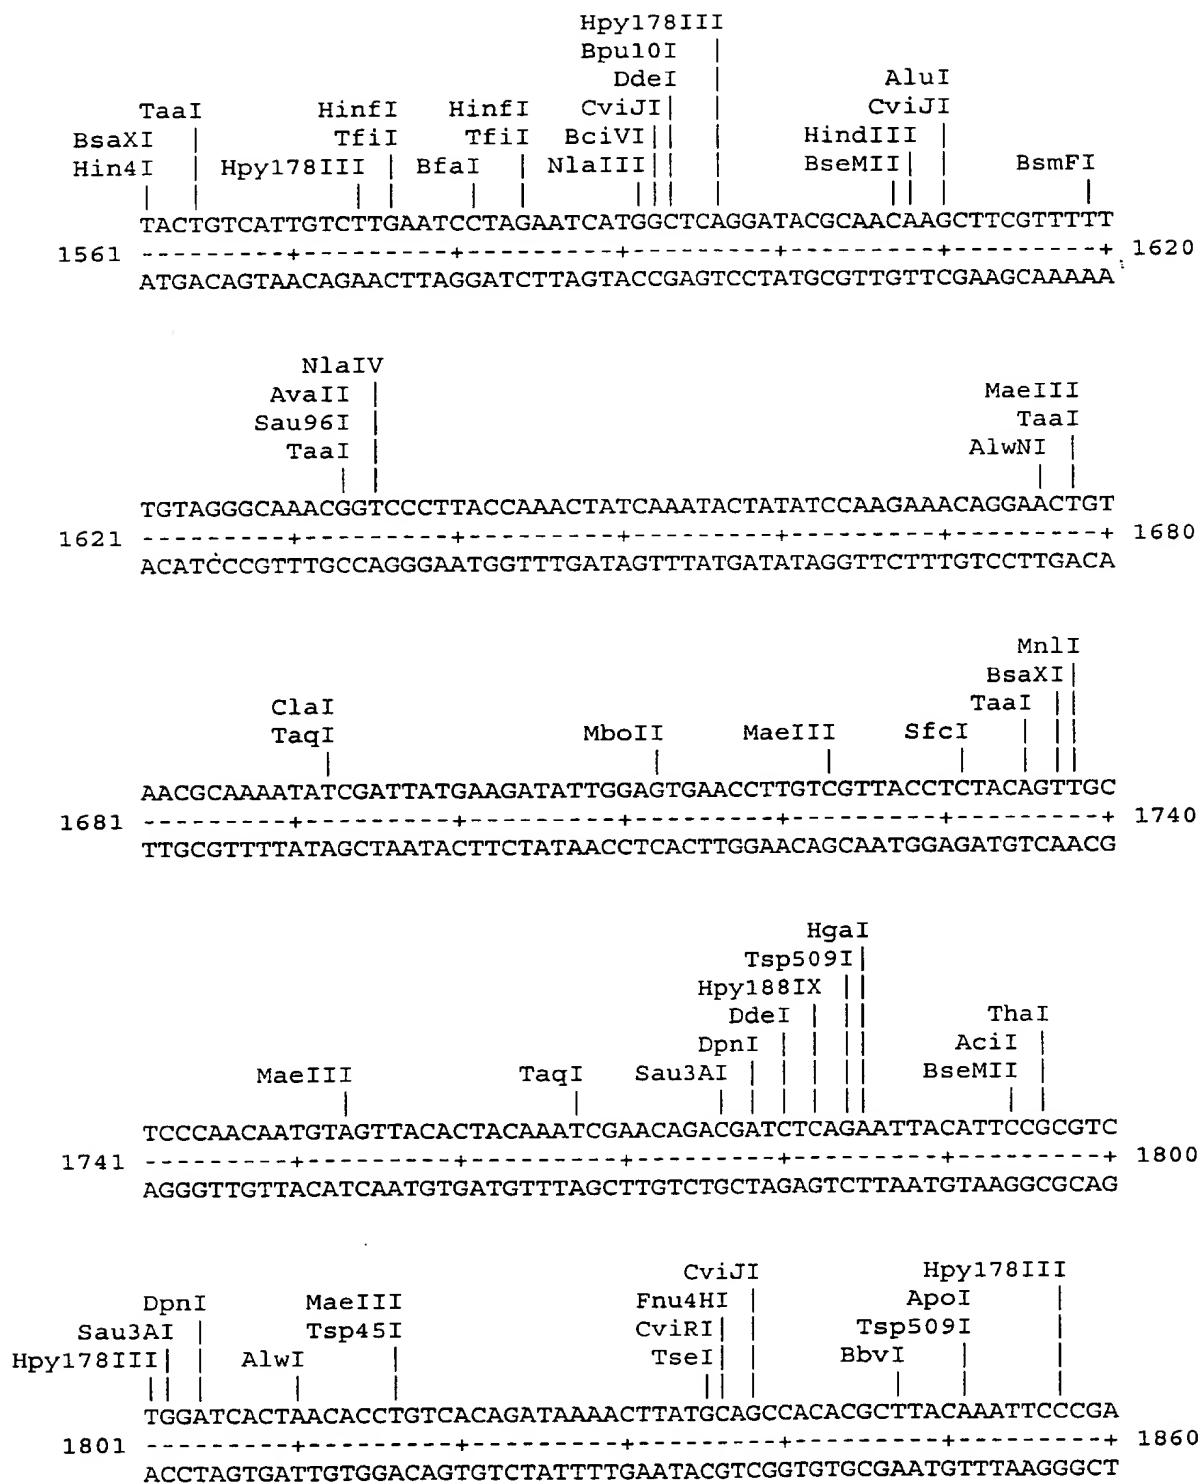 Hpy178III
Bpu10I |
DdeI | AluI
TaaI HinfI HinfI CviJI| | CviJI |
BsaXI | TfiI TfiI BciVI || | HindIII |
Hin4I | Hpy178III | BfaI | NlaIII || | BseMII | | BsmFI
| | | | | | | || | || | |
TACTGTCATTGTCTTGAATCCTAGAATCATGGCTCAGGATACGCAACAAGCTTCGTTTTT
1561 ---------+---------+---------+---------+---------+---------+ 1620
ATGACAGTAACAGAACTTAGGATCTTAGTACCGAGTCCTATGCGTTGTTCGAAGCAAAAA
NlaIV
AvaII |
Sau96I | MaeIII
TaaI | TaaI
| | AlwNI |
| | | |
TGTAGGGCAAACGGTCCCTTACCAAACTATCAAATACTATATCCAAGAAACAGGAACTGT
1621 ---------+---------+---------+---------+---------+---------+ 1680
ACATCCCGTTTGCCAGGGAATGGTTTGATAGTTTATGATATAGGTTCTTTGTCCTTGACA
MnlI
BsaXI|
ClaI TaaI ||
TaqI MboII MaeIII SfcI | ||
| | | | | ||
AACGCAAAATATCGATTATGAAGATATTGGAGTGAACCTTGTCGTTACCTCTACAGTTGC
1681 ---------+---------+---------+---------+---------+---------+ 1740
TTGCGTTTTATAGCTAATACTTCTATAACCTCACTTGGAACAGCAATGGAGATGTCAACG
HgaI
Tsp509I|
Hpy188IX ||
DdeI | || ThaI
DpnI | | || AciI |
MaeIII TaqI Sau3AI | | | || BseMII |
| | | | | | || | |
TCCCAACAATGTAGTTACACTACAAATCGAACAGACGATCTCAGAATTACATTCCGCGTC
1741 ---------+---------+---------+---------+---------+---------+ 1800
AGGGTTGTTACATCAATGTGATGTTTAGCTTGTCTGCTAGAGTCTTAATGTAAGGCGCAG
CviJI Hpy178III
DpnI MaeIII Fnu4HI | ApoI |
Sau3AI | Tsp45I CviRI| | Tsp509I |
Hpy178III| | AlwI | TseI| | BbvI | |
|| | | | || | | | |
TGGATCACTAACACCTGTCACAGATAAAACTTATGCAGCCACACGCTTACAAATTCCCGA
1801 ---------+---------+---------+---------+---------+---------+ 1860
ACCTAGTGATTGTGGACAGTGTCTATTTTGAATACGTCGGTGTGCGAATGTTTAAGGGCT